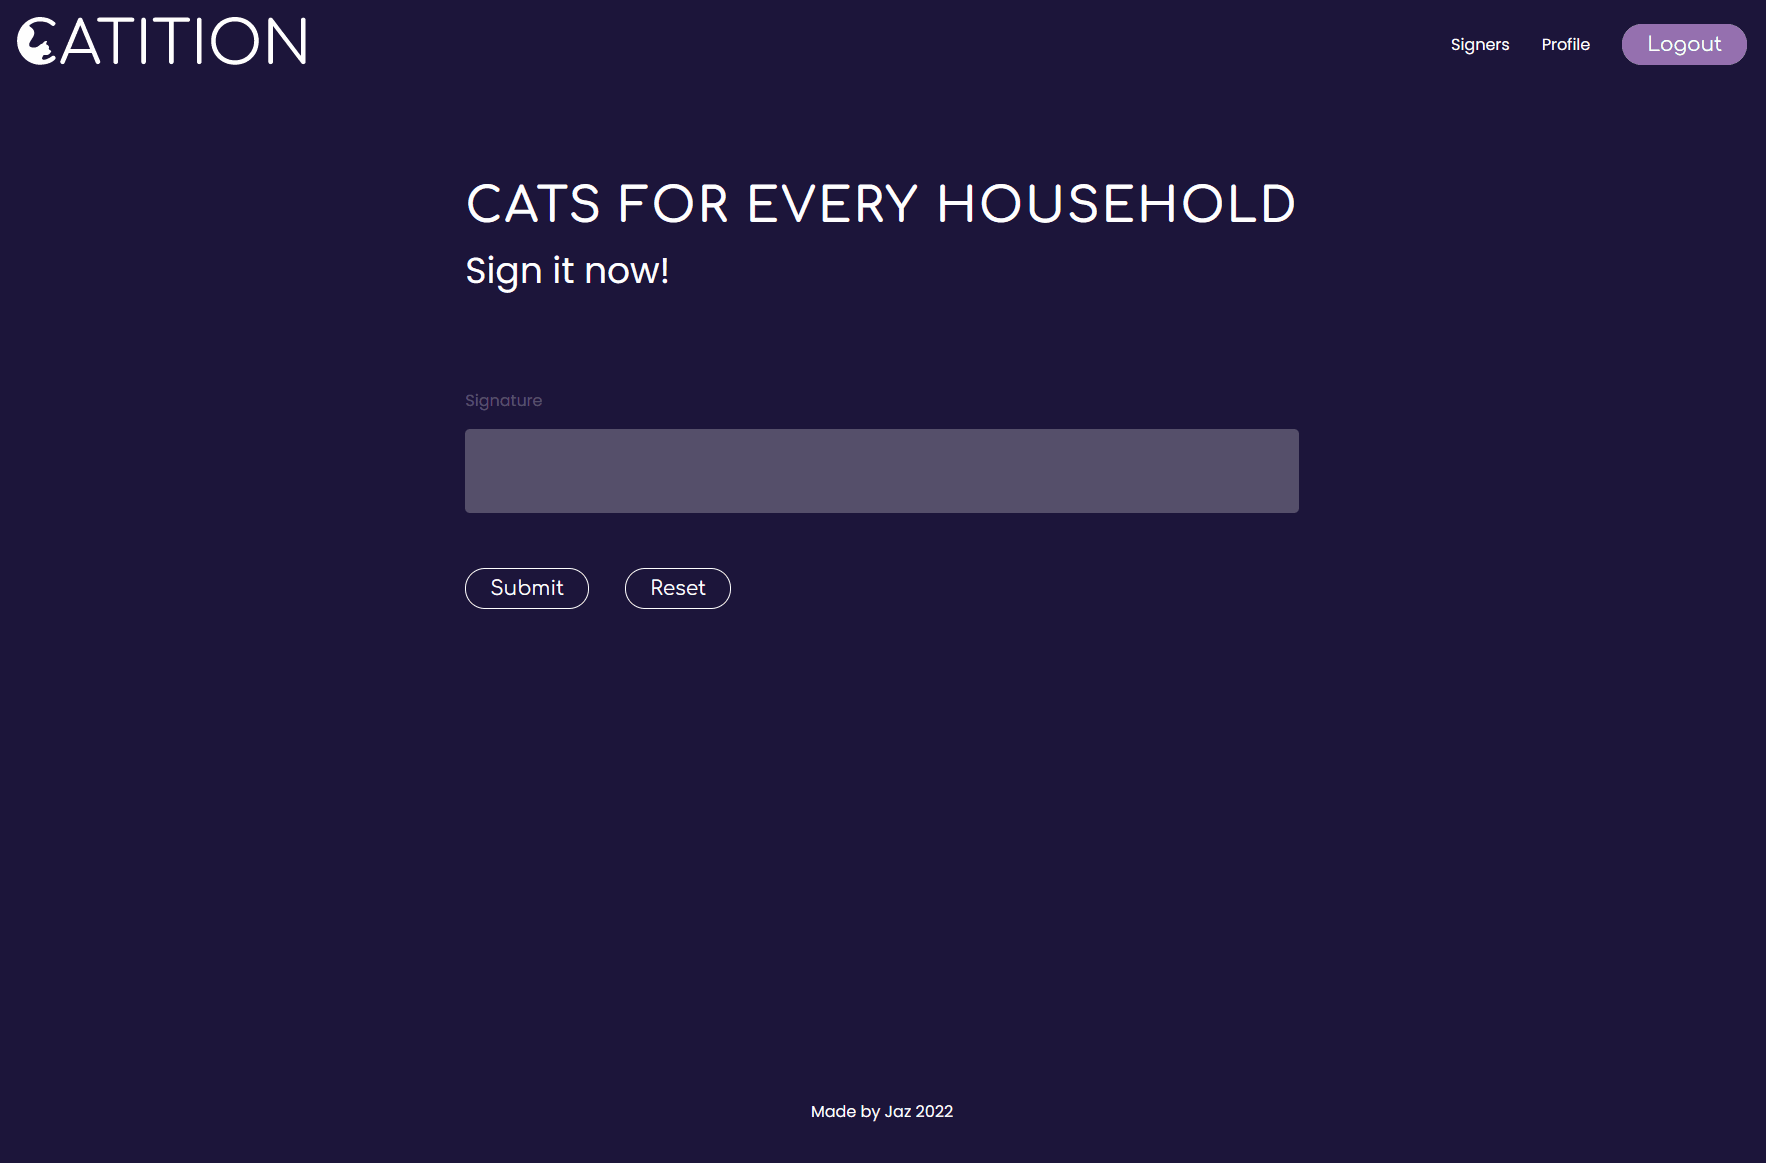 CATITION
Signers
Profile
Logout
CATS FOR EVERY HOUSEHOLD
Sign it now!
Signature
Submit
Reset
Made by Jaz 2022